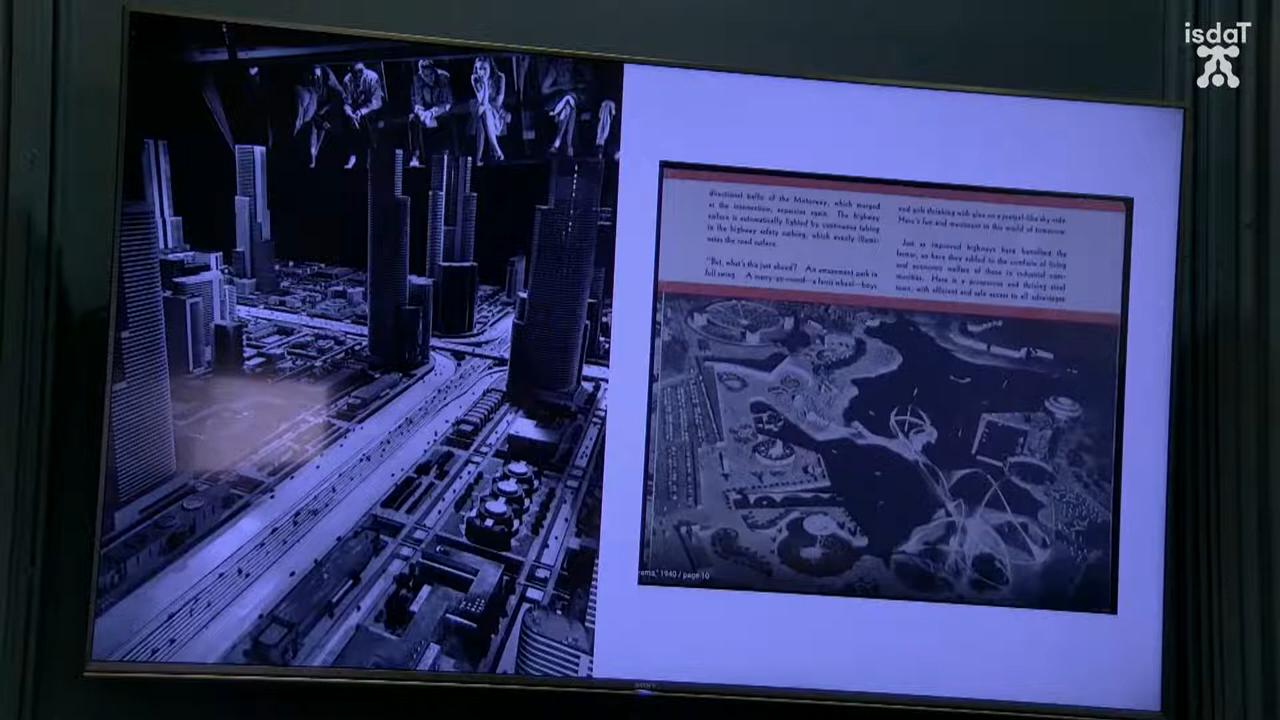 isdaT
directional traffic of the Motorway, which merged
at the intersection, separates again. The highway
surface is automatically lighted by continuous tubing
in the highway safety curbing, which evenly illumi-
nates the road surface.
"But, what's this just ahead? An amusement park in
full swing. A merry-go-round—a ferris wheel—boys
and girls shrieking with glee on a pretzel-like sky ride.
Here's fun and merriment in this world of tomorrow.
Just as improved highways have benefited the
farmer, so have they added to the comforts of living
and economic welfare of those in industrial com-
munities. Here is a prosperous and thriving steel
town, with efficient and safe access to all advantages
ama," 1940 / page 10
SONY